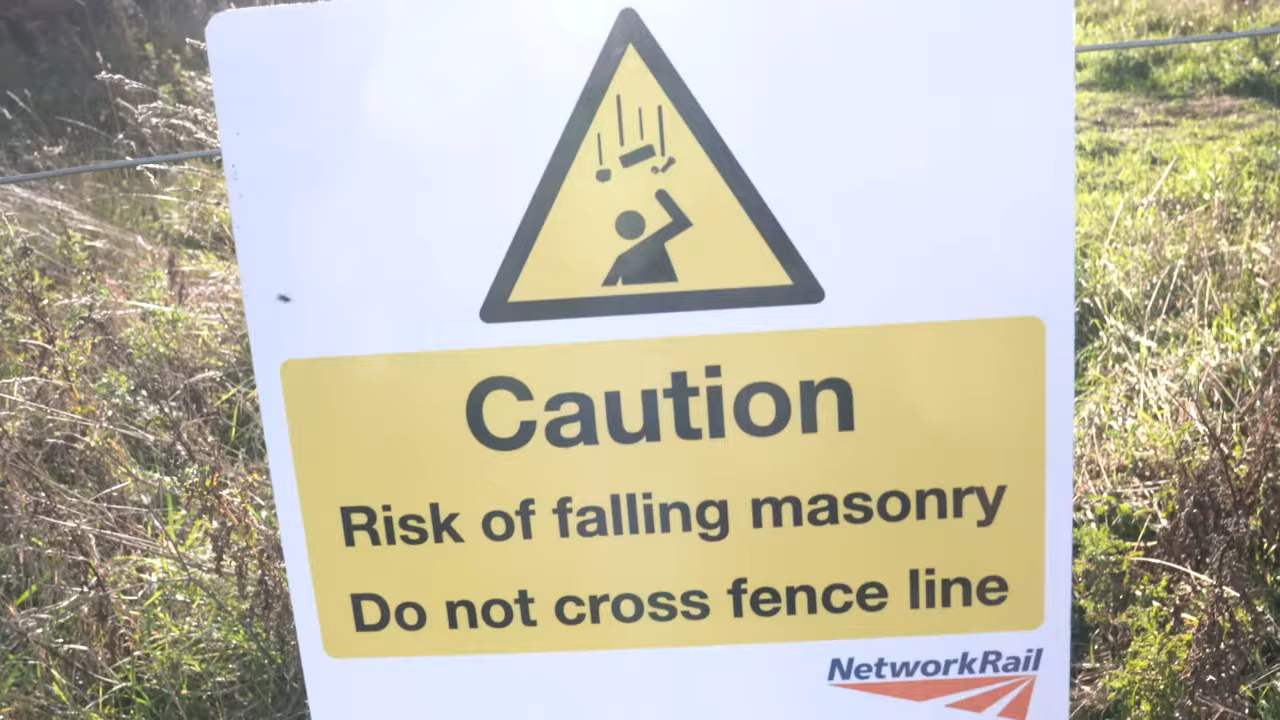 Caution
Risk of falling masonry
Do not cross fence line
NetworkRail